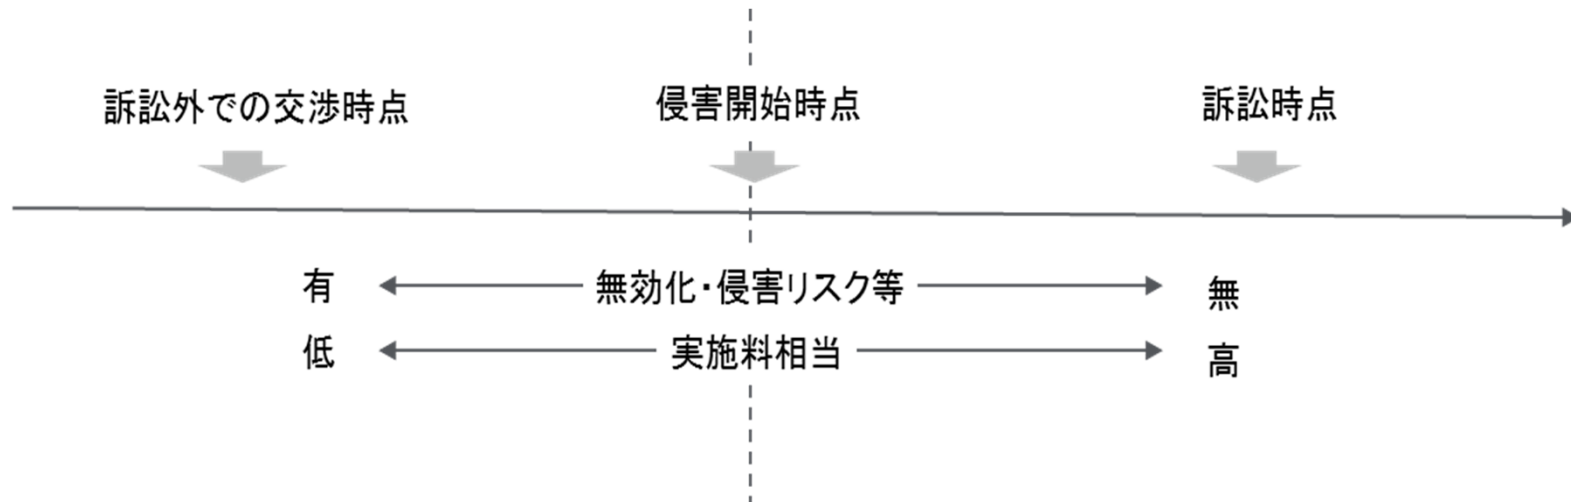 訴訟外での交渉時点 侵害開始時点 訴訟時点
有 無効化・侵害リスク等 無
低 実施料相当 高